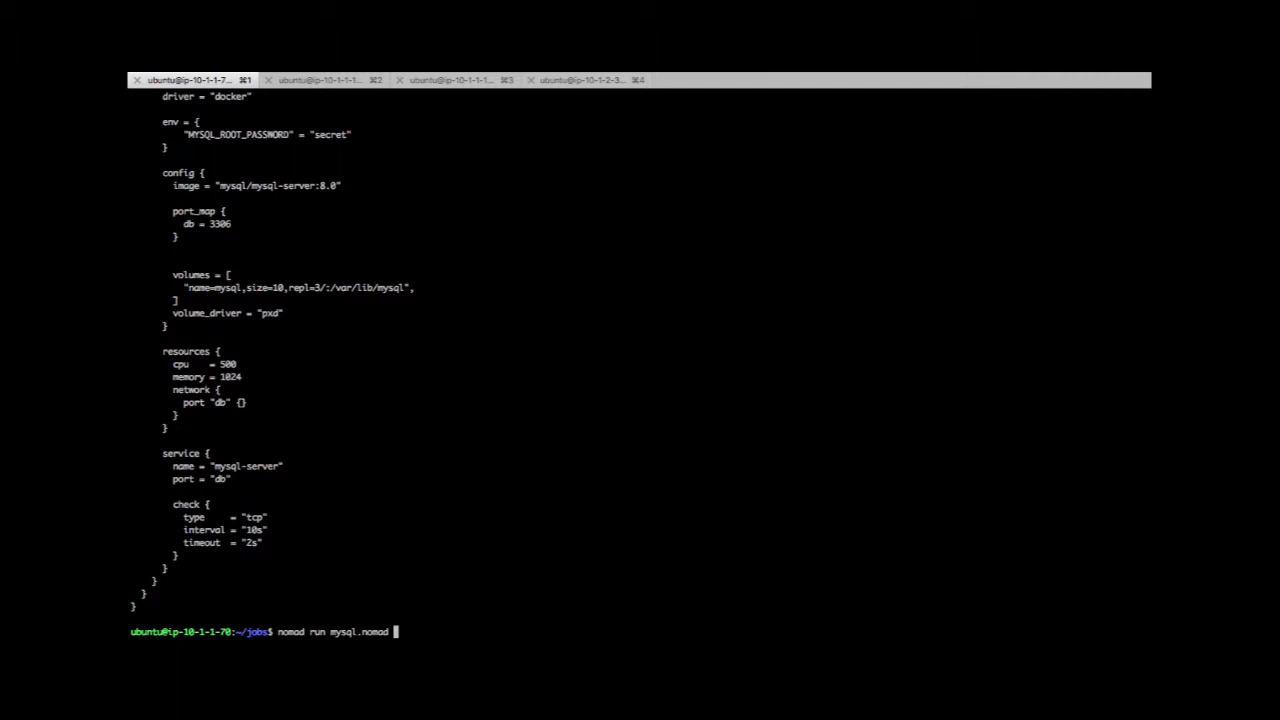 ubuntu@ip-10-1-1-7... ⌘1 ubuntu@ip-10-1-1-1... ⌘2 ubuntu@ip-10-1-1-1... ⌘3 ubuntu@ip-10-1-2-3... ⌘4
driver = "docker"
env = {
"MYSQL_ROOT_PASSWORD" = "secret"
}
config {
image = "mysql/mysql-server:8.0"
port_map {
db = 3306
}
volumes = [
"name=mysql,size=10,repl=3/:/var/lib/mysql",
]
volume_driver = "pxd"
}
resources {
cpu = 500
memory = 1024
network {
port "db" {}
}
}
service {
name = "mysql-server"
port = "db"
check {
type = "tcp"
interval = "10s"
timeout = "2s"
}
}
}
}
}
ubuntu@ip-10-1-1-70:~/jobs$ nomad run mysql.nomad